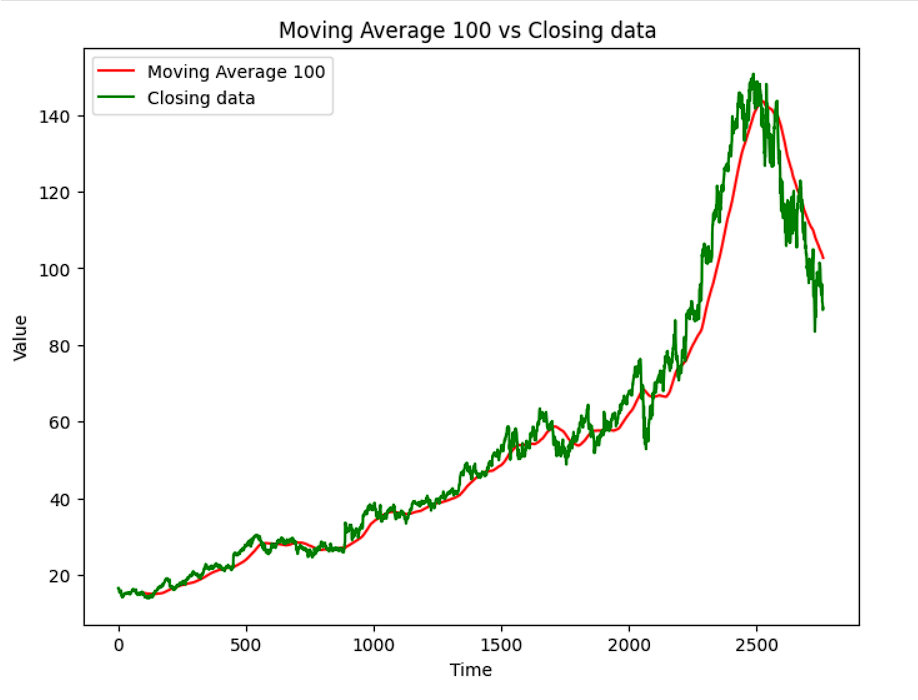 Moving Average 100 vs Closing data
Moving Average 100
Closing data
140
120
100
80
60
40
20
Value
0 500 1000 1500 2000 2500
Time